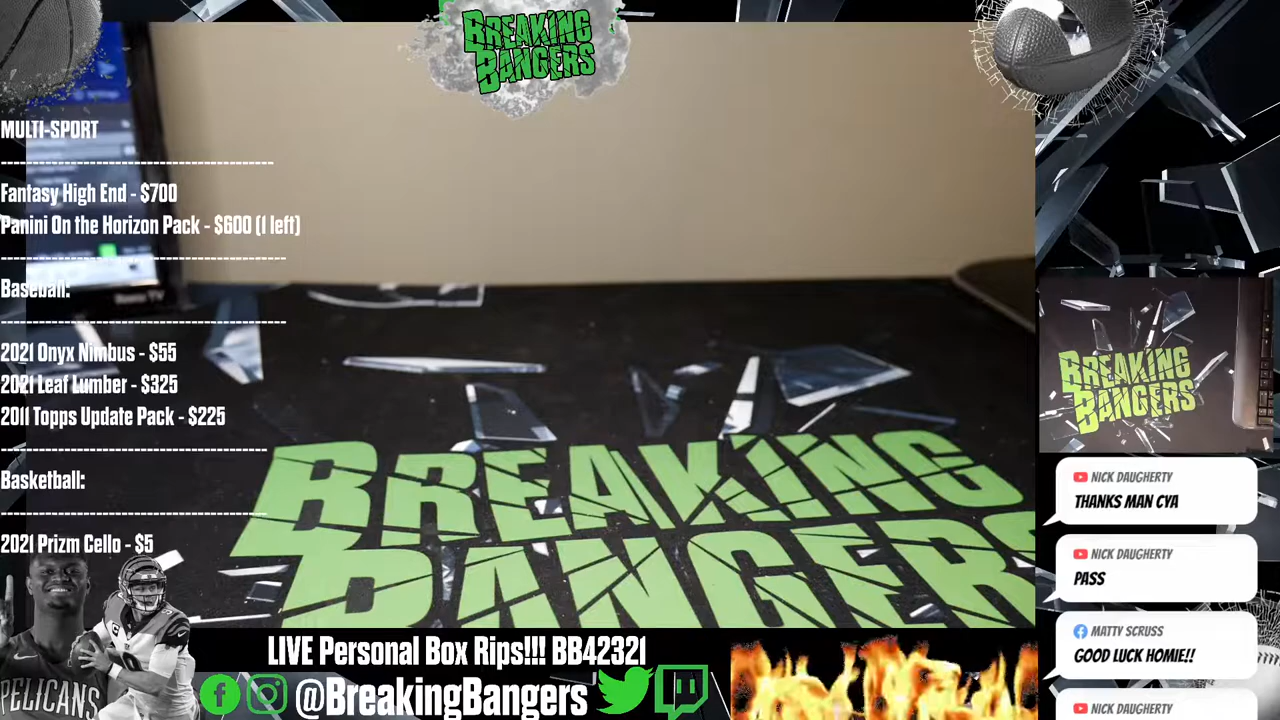 BREAKING
BANGERS
MULTI-SPORT
-------------------------------------------
Fantasy High End - $700
Panini On the Horizon Pack - $600 (1 left)
---------------------------------------------
Baseball:
---------------------------------------------
2021 Onyx Nimbus - $55
2021 Leaf Lumber - $325
2011 Topps Update Pack - $225
------------------------------------------
Basketball:
------------------------------------------
2021 Prizm Cello - $5
Roku TV
BREAKING
BANGERS
PELICANS
LIVE Personal Box Rips!!! BB42321
@BreakingBangers
BREAKING
BANGERS
NICK DAUGHERTY
THANKS MAN CYA
NICK DAUGHERTY
PASS
MATTY SCRUSS
GOOD LUCK HOMIE!!
NICK DAUGHERTY